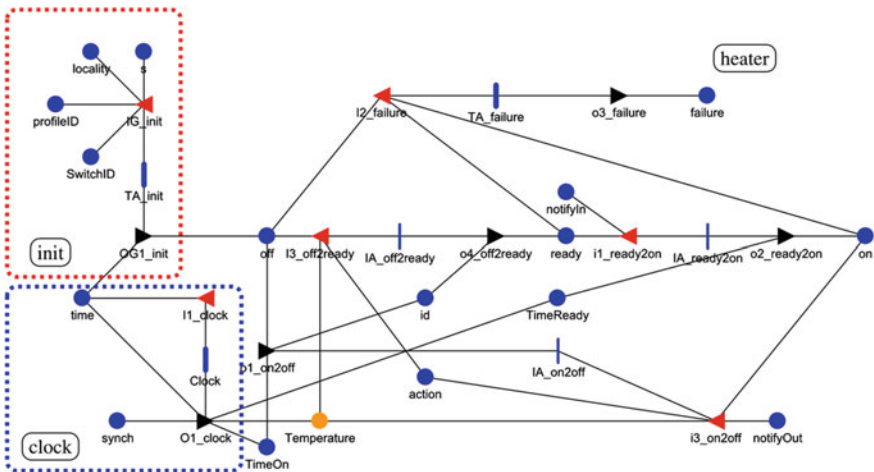 locality
s
heater
profileID
IG_init
I2_failure
TA_failure
o3_failure
failure
SwitchID
TA_init
notifyIn
init
OG1_init
off
I3_off2ready
IA_off2ready
o4_off2ready
ready
i1_ready2on
IA_ready2on
o2_ready2on
on
time
I1_clock
id
TimeReady
o1_on2off
IA_on2off
Clock
action
clock
synch
O1_clock
Temperature
i3_on2off
notifyOut
TimeOn